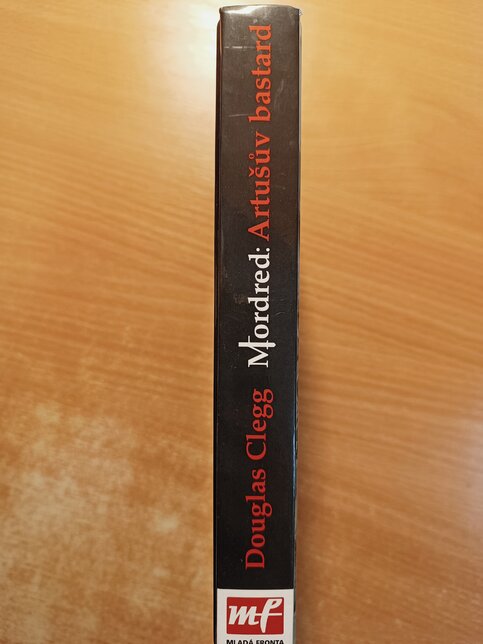 Douglas Clegg Mordred: Artušův bastard
mf
MLADÁ FRONTA